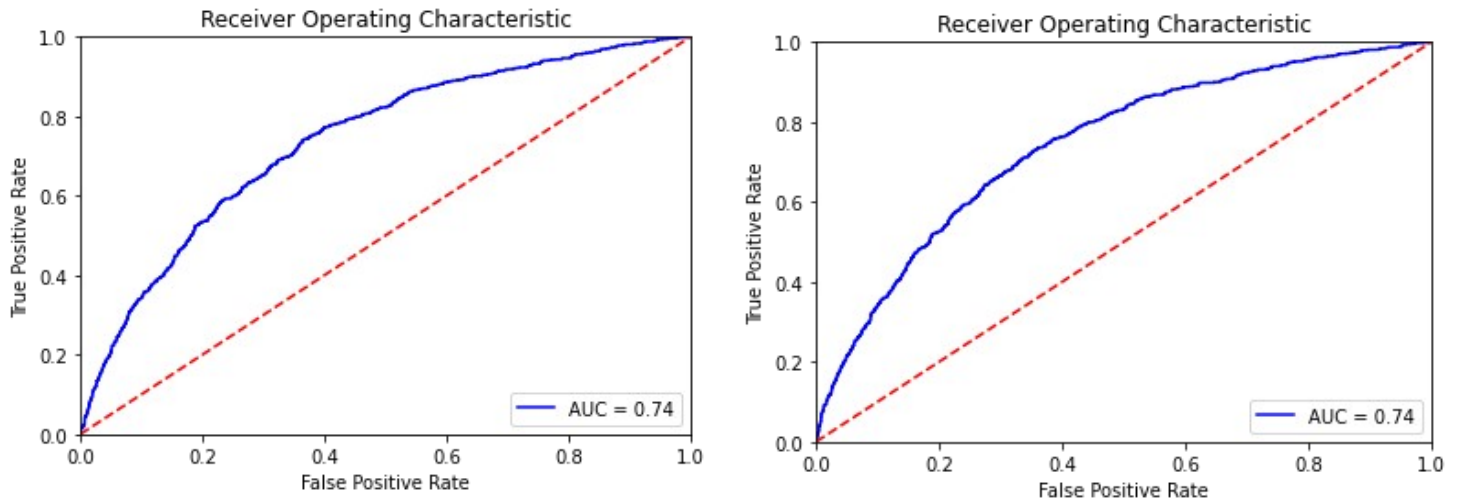 Receiver Operating Characteristic
1.0
0.8
0.6
0.4
0.2
0.0
True Positive Rate
AUC = 0.74
0.0 0.2 0.4 0.6 0.8 1.0
False Positive Rate
Receiver Operating Characteristic
1.0
0.8
0.6
0.4
0.2
0.0
True Positive Rate
AUC = 0.74
0.0 0.2 0.4 0.6 0.8 1.0
False Positive Rate